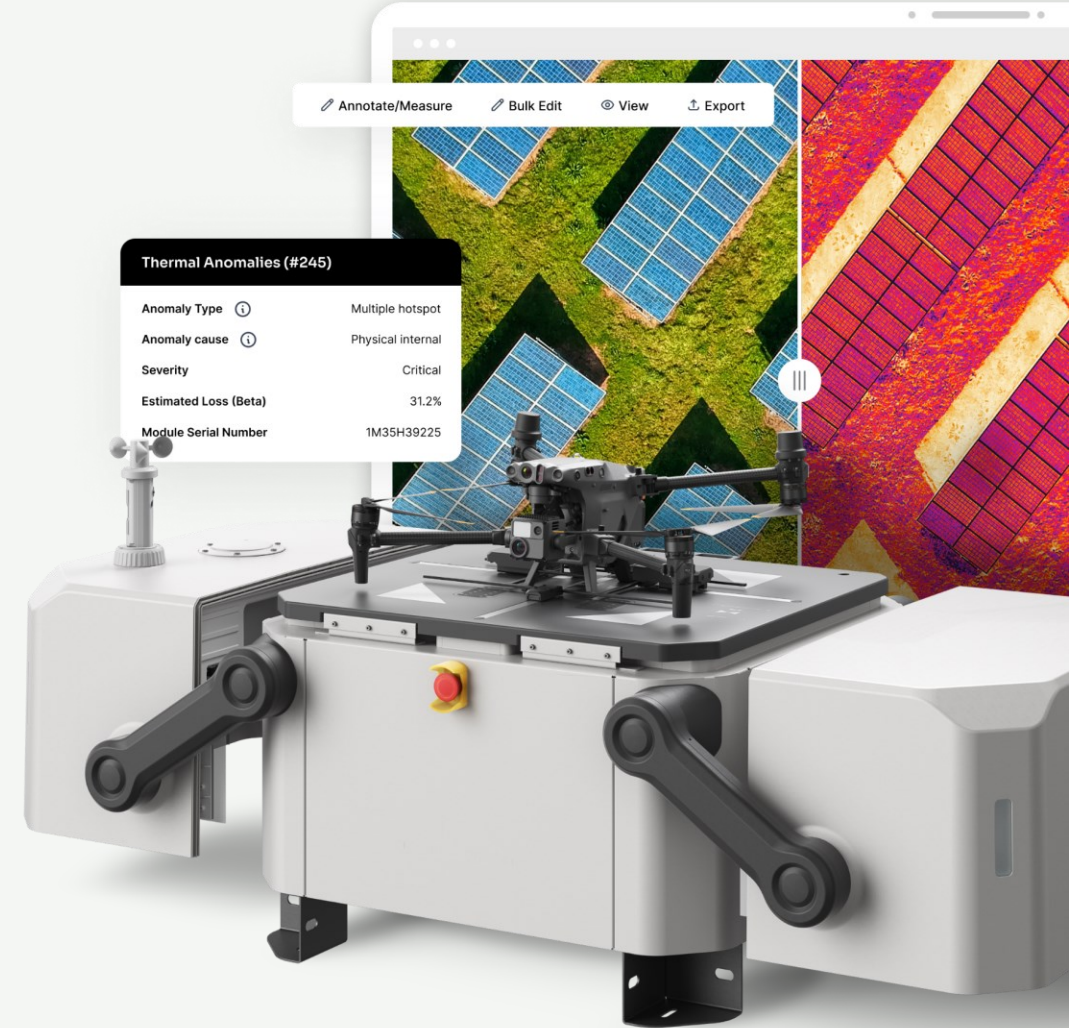 Annotate/Measure Bulk Edit View Export
Thermal Anomalies (#245)
Anomaly Type Multiple hotspot
Anomaly cause Physical internal
Severity Critical
Estimated Loss (Beta) 31.2%
Module Serial Number 1M35H39225